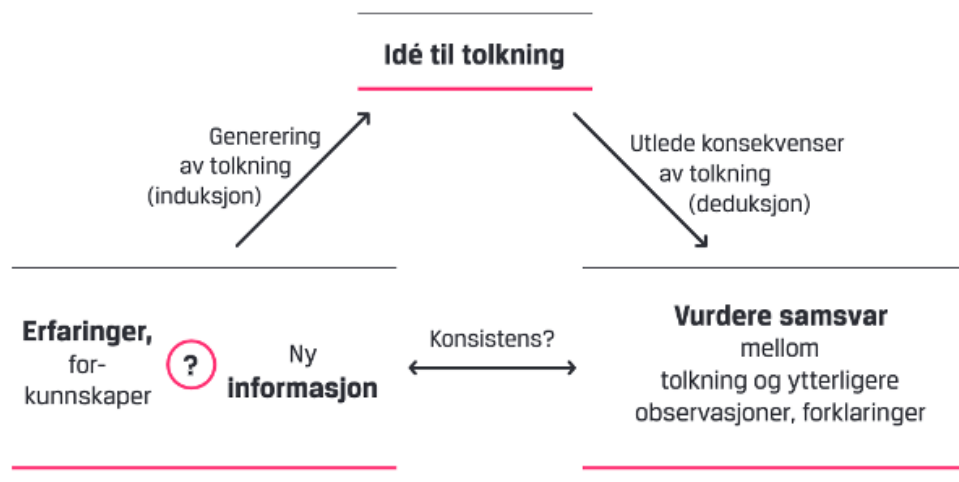 Idé til tolkning
Generering
av tolkning
(induksjon)
Utlede konsekvenser
av tolkning
(deduksjon)
Erfaringer,
for-
kunnskaper
?
Ny
informasjon
Konsistens?
Vurdere samsvar
mellom
tolkning og ytterligere
observasjoner, forklaringer